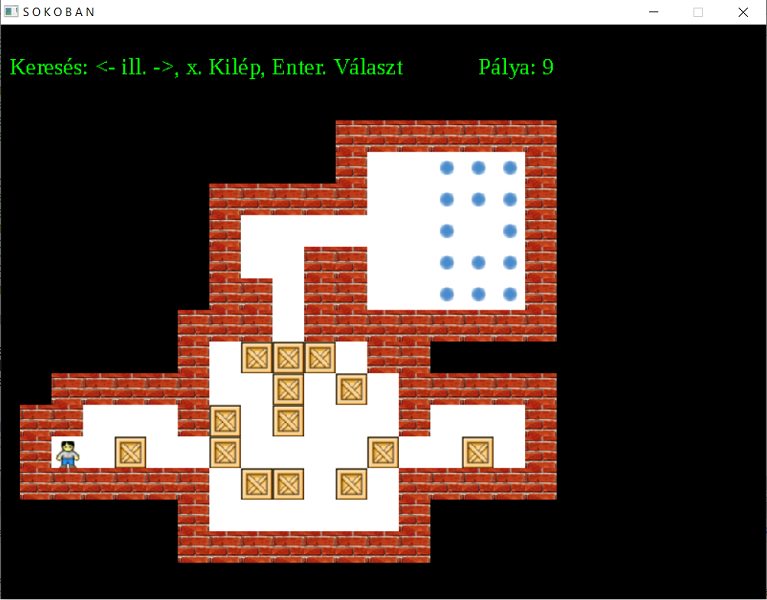 S O K O B A N
Keresés: <- ill. ->, x. Kilép, Enter. Választ Pálya: 9